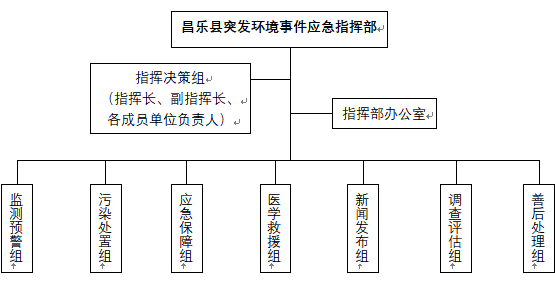 昌乐县突发环境事件应急指挥部
指挥决策组
（指挥长、副指挥长、
各成员单位负责人）
指挥部办公室
监测预警组
污染处置组
应急保障组
医学救援组
新闻发布组
调查评估组
善后处理组